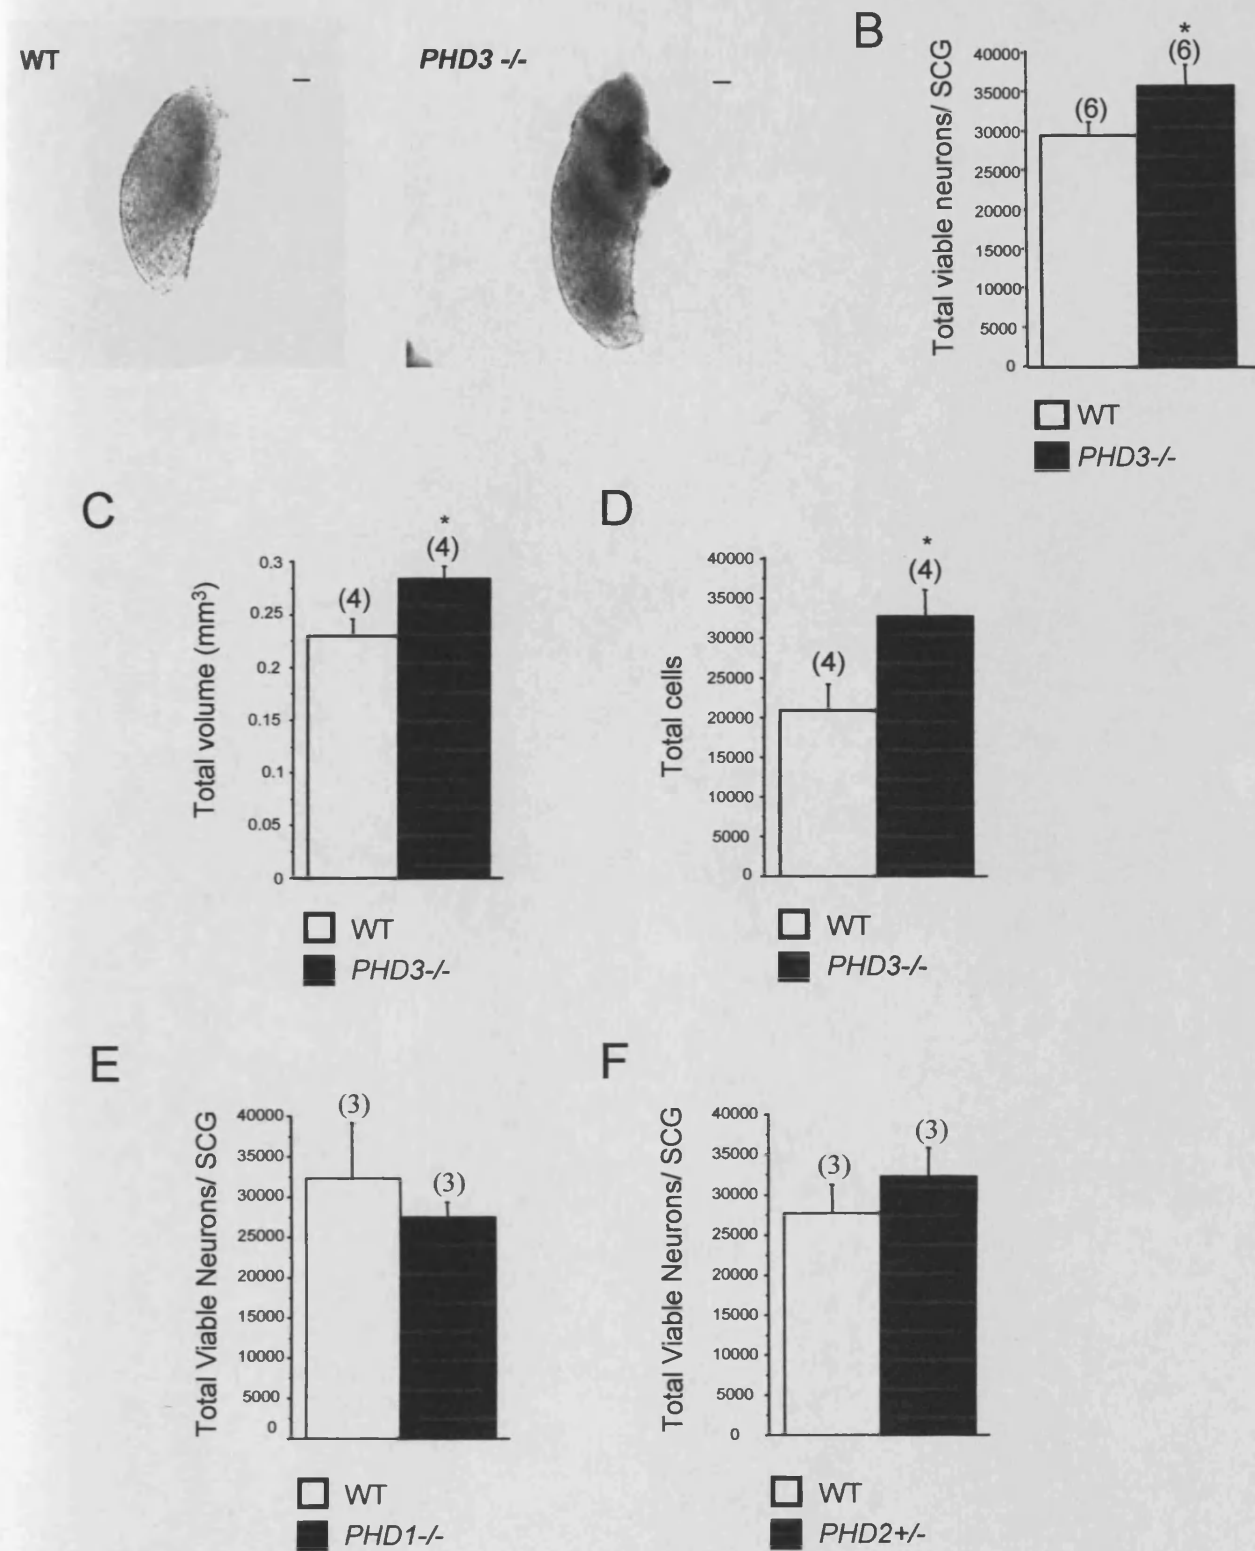 WT
PHD3 -/-
B
*
(6)
(6)
Total viable neurons/ SCG
40000
35000
30000
25000
20000
15000
10000
5000
0
WT
PHD3-/-
C
*
(4)
(4)
Total volume (mm³)
0.3
0.25
0.2
0.15
0.1
0.05
0
WT
PHD3-/-
D
*
(4)
(4)
Total cells
40000
35000
30000
25000
20000
15000
10000
5000
0
WT
PHD3-/-
E
(3)
(3)
Total Viable Neurons/ SCG
40000
35000
30000
25000
20000
15000
10000
5000
0
WT
PHD1-/-
F
(3)
(3)
Total Viable Neurons/ SCG
40000
35000
30000
25000
20000
15000
10000
5000
0
WT
PHD2+/-